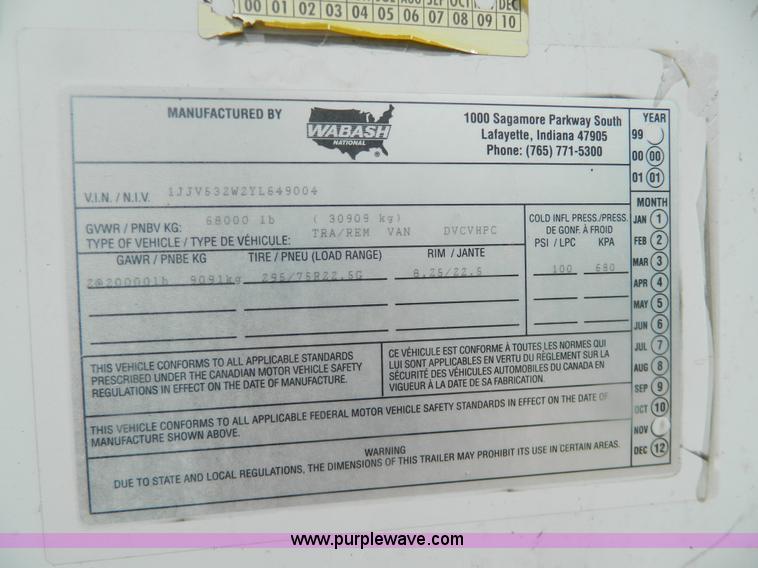 AUG SEP OCT DEC
00 01 02 03 04 05 06 07 08 09 10
MANUFACTURED BY
WABASH
NATIONAL
1000 Sagamore Parkway South
Lafayette, Indiana 47905
Phone: (765) 771-5300
YEAR
99
00 00
01 01
V.I.N. / N.I.V. 1JJV532W2YL649004
GVWR / PNBV KG: 68000 lb ( 30909 kg)
TYPE OF VEHICLE / TYPE DE VÉHICULE: TRA/REM VAN DVCVHPC
COLD INFL PRESS./PRESS.
DE GONF. À FROID
PSI / LPC KPA
GAWR / PNBE KG TIRE / PNEU (LOAD RANGE) RIM / JANTE
2@20000lb 9091kg 295/75R22.5G 8.25/22.5 100 680
MONTH
JAN 1
FEB 2
MAR 3
APR 4
MAY 5
JUN 6
JUL 7
AUG 8
SEP 9
OCT 10
NOV
DEC 12
THIS VEHICLE CONFORMS TO ALL APPLICABLE STANDARDS
PRESCRIBED UNDER THE CANADIAN MOTOR VEHICLE SAFETY
REGULATIONS IN EFFECT ON THE DATE OF MANUFACTURE.
CE VÉHICULE EST CONFORME À TOUTES LES NORMES QUI
LUI SONT APPLICABLES EN VERTU DU RÈGLEMENT SUR LA
SÉCURITÉ DES VÉHICULES AUTOMOBILES DU CANADA EN
VIGUEUR À LA DATE DE SA FABRICATION.
THIS VEHICLE CONFORMS TO ALL APPLICABLE FEDERAL MOTOR VEHICLE SAFETY STANDARDS IN EFFECT ON THE DATE OF
MANUFACTURE SHOWN ABOVE.
WARNING
DUE TO STATE AND LOCAL REGULATIONS, THE DIMENSIONS OF THIS TRAILER MAY PROHIBIT ITS USE IN CERTAIN AREAS.
www.purplewave.com